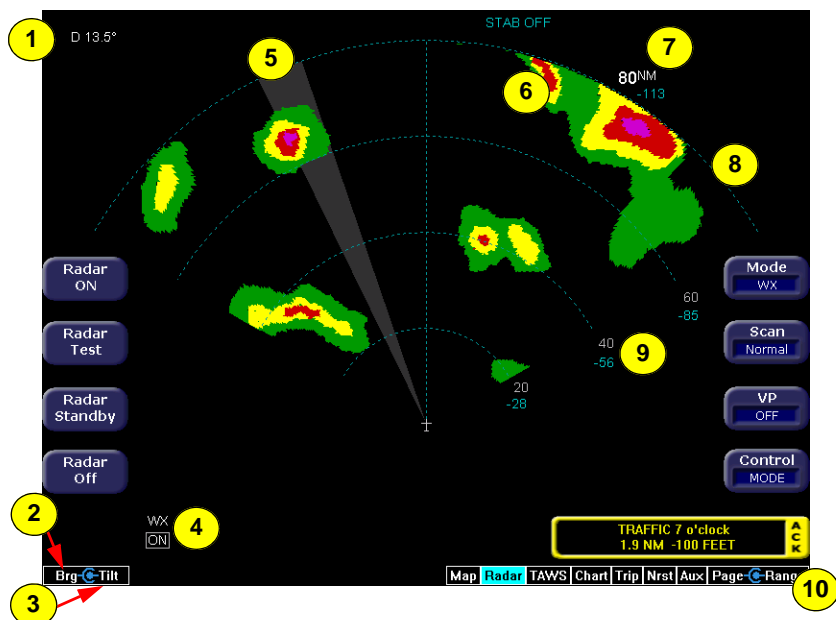 STAB OFF
1
D 13.5°
5
7
80NM
-113
6
8
Radar
ON
Mode
WX
60
-85
Radar
Test
Scan
Normal
40
-56
9
Radar
Standby
VP
OFF
20
-28
Radar
Off
Control
MODE
2
WX
ON
4
TRAFFIC 7 o'clock
1.9 NM -100 FEET
ACK
Brg Tilt
Map Radar TAWS Chart Trip Nrst Aux Page Rang
10
3